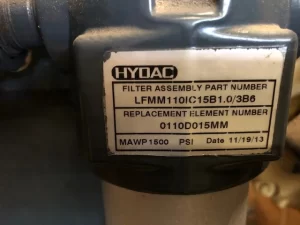 HYDAC
FILTER ASSEMBLY PART NUMBER
LFMM110IC15B1.0/3B6
REPLACEMENT ELEMENT NUMBER
0110D015MM
MAWP 1500 PSI Date 11/19/13